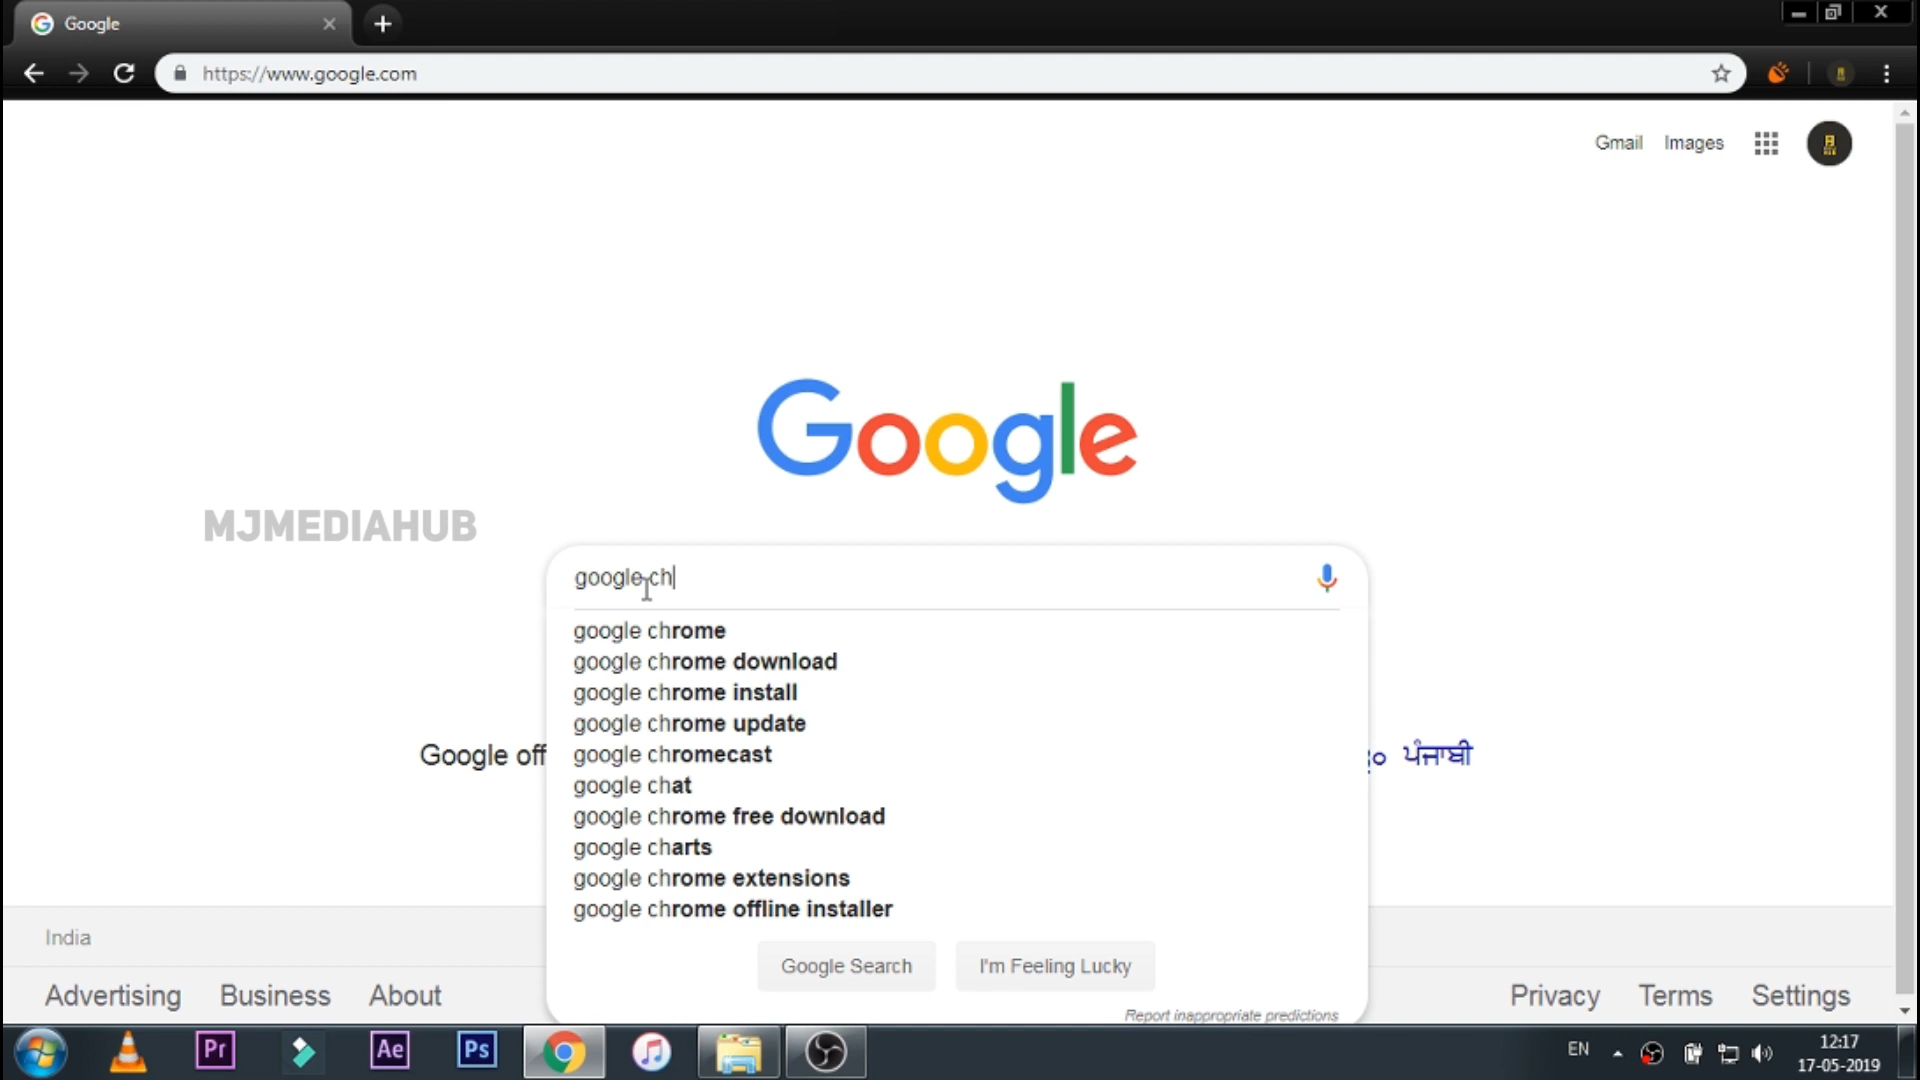 Google
https://www.google.com
Gmail Images
Google
MJMEDIAHUB
google ch
google chrome
google chrome download
google chrome install
google chrome update
google chromecast
Google off
ਪੰਜਾਬੀ
google chat
google chrome free download
google charts
google chrome extensions
google chrome offline installer
India
Google Search I'm Feeling Lucky
Advertising Business About
Privacy Terms Settings
Report inappropriate predictions
Pr Ae Ps
EN
12:17
17-05-2019